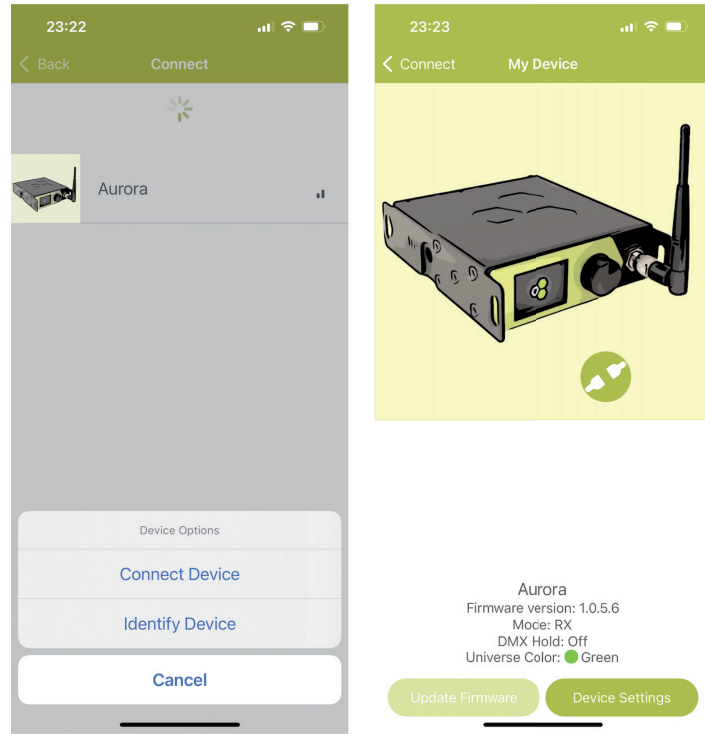 23:22
Back
Connect
Aurora
Device Options
Connect Device
Identify Device
Cancel
23:23
Connect
My Device
Aurora
Firmware version: 1.0.5.6
Mode: RX
DMX Hold: Off
Universe Color: Green
Update Firmware
Device Settings